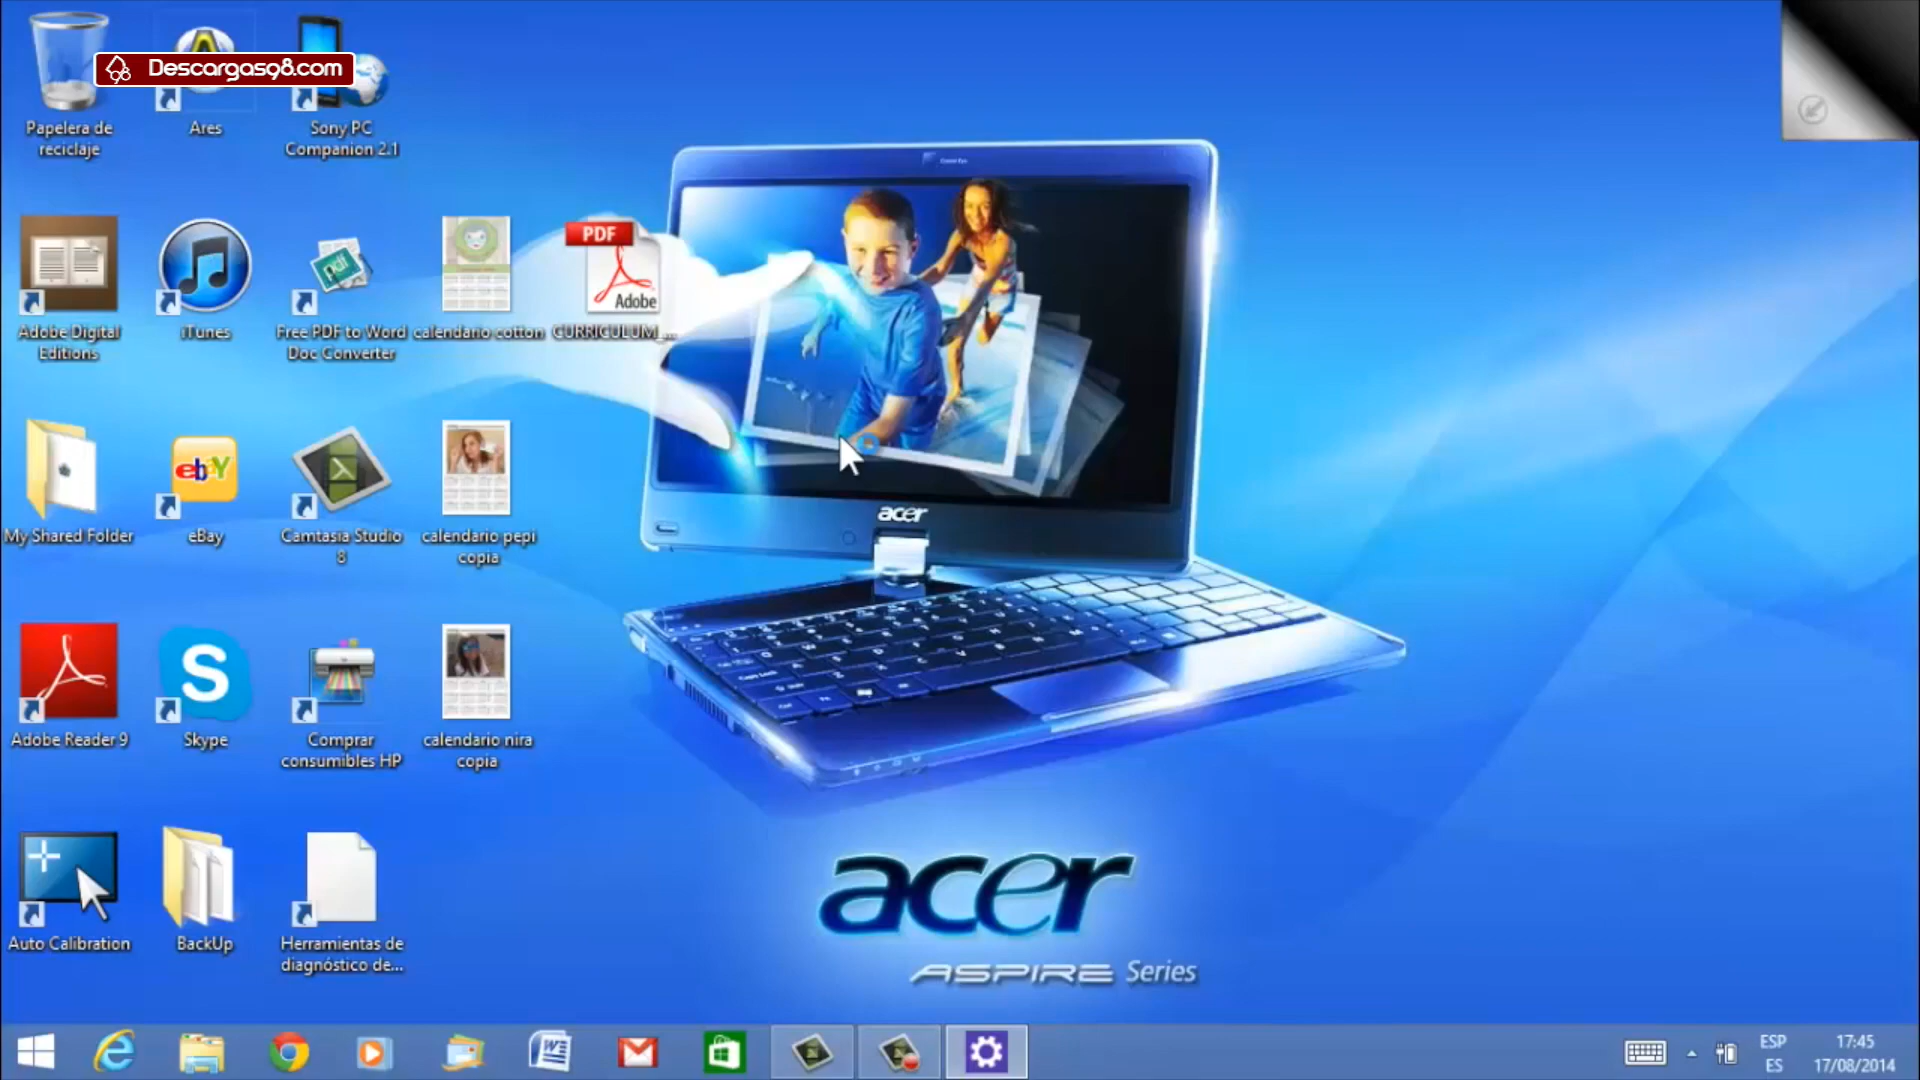 Descargas98.com
Papelera de
reciclaje
Ares
Sony PC
Companion 2.1
Adobe Digital
Editions
iTunes
pdf
Free PDF to Word
Doc Converter
calendario cotton
PDF
Adobe
CURRICULUM_...
My Shared Folder
ebay
eBay
Camtasia Studio
8
calendario pepi
copia
acer
Adobe Reader 9
S
Skype
Comprar
consumibles HP
calendario nira
copia
Auto Calibration
BackUp
Herramientas de
diagnóstico de...
acer
ASPIRE Series
ESP
ES
17:45
17/08/2014